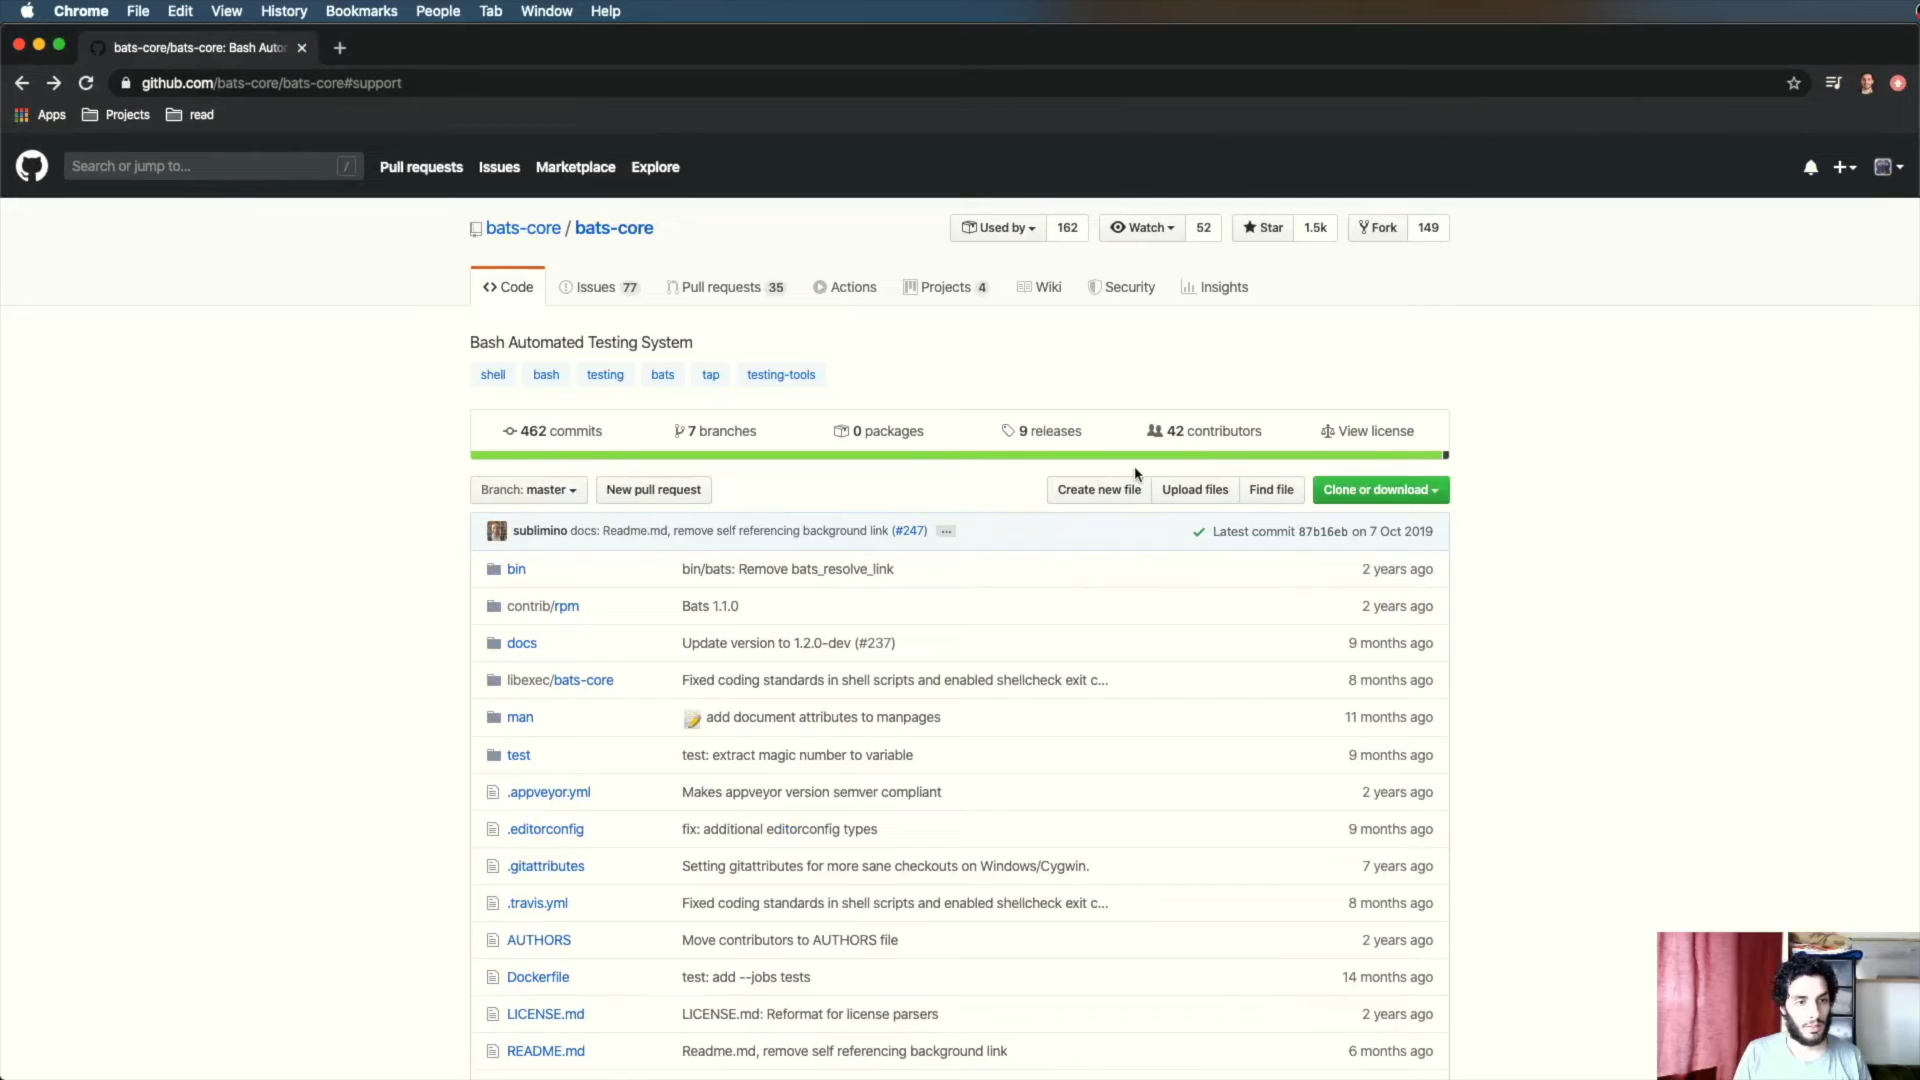 Chrome File Edit View History Bookmarks People Tab Window Help
bats-core/bats-core: Bash Auto
github.com/bats-core/bats-core#support
Apps Projects read
Search or jump to... / Pull requests Issues Marketplace Explore
bats-core / bats-core Used by 162 Watch 52 Star 1.5k Fork 149
Code Issues 77 Pull requests 35 Actions Projects 4 Wiki Security Insights
Bash Automated Testing System
shell bash testing bats tap testing-tools
462 commits 7 branches 0 packages 9 releases 42 contributors View license
Branch: master New pull request Create new file Upload files Find file Clone or download
sublimino docs: Readme.md, remove self referencing background link (#247) ... Latest commit 87b16eb on 7 Oct 2019
bin bin/bats: Remove bats_resolve_link 2 years ago
contrib/rpm Bats 1.1.0 2 years ago
docs Update version to 1.2.0-dev (#237) 9 months ago
libexec/bats-core Fixed coding standards in shell scripts and enabled shellcheck exit c... 8 months ago
man add document attributes to manpages 11 months ago
test test: extract magic number to variable 9 months ago
.appveyor.yml Makes appveyor version semver compliant 2 years ago
.editorconfig fix: additional editorconfig types 9 months ago
.gitattributes Setting gitattributes for more sane checkouts on Windows/Cygwin. 7 years ago
.travis.yml Fixed coding standards in shell scripts and enabled shellcheck exit c... 8 months ago
AUTHORS Move contributors to AUTHORS file 2 years ago
Dockerfile test: add --jobs tests 14 months ago
LICENSE.md LICENSE.md: Reformat for license parsers 2 years ago
README.md Readme.md, remove self referencing background link 6 months ago